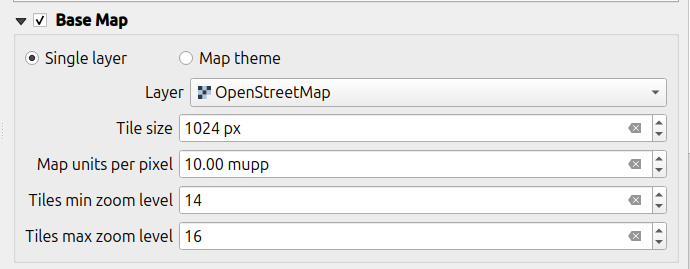 Base Map
Single layer Map theme
Layer OpenStreetMap
Tile size 1024 px
Map units per pixel 10.00 mupp
Tiles min zoom level 14
Tiles max zoom level 16